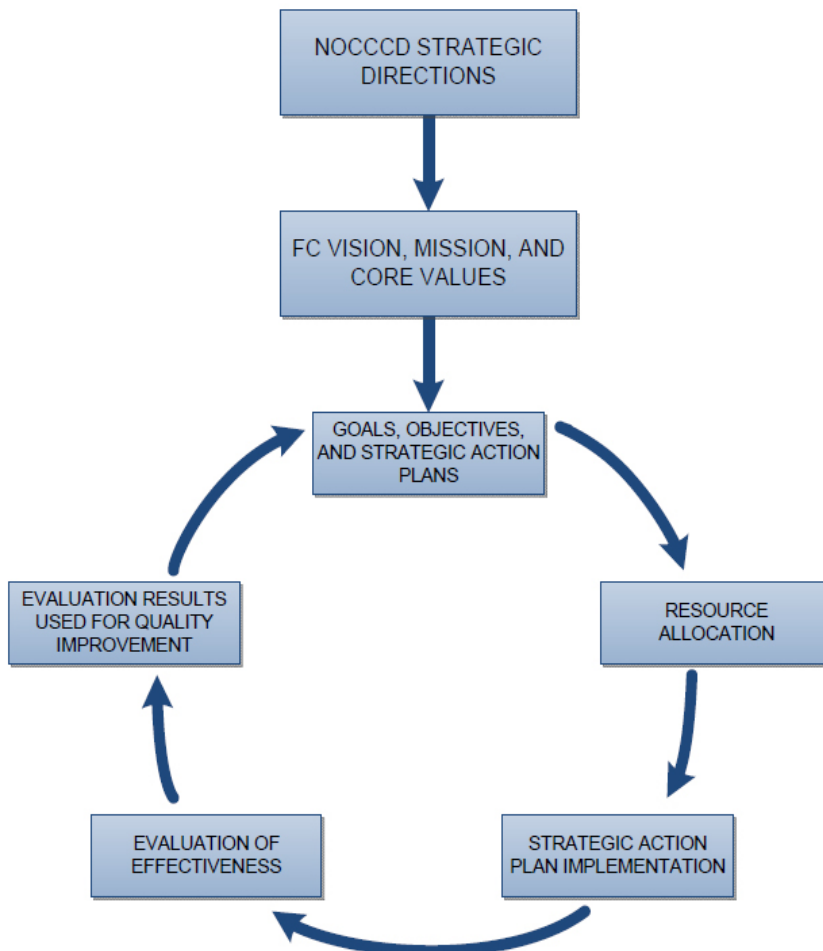 NOCCCD STRATEGIC
DIRECTIONS
FC VISION, MISSION, AND
CORE VALUES
GOALS, OBJECTIVES,
AND STRATEGIC ACTION
PLANS
RESOURCE
ALLOCATION
STRATEGIC ACTION
PLAN IMPLEMENTATION
EVALUATION OF
EFFECTIVENESS
EVALUATION RESULTS
USED FOR QUALITY
IMPROVEMENT